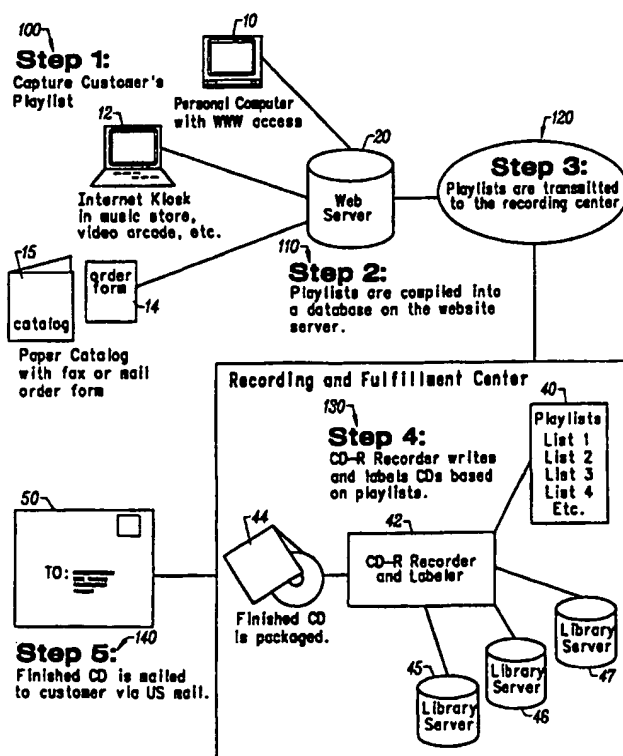 100
Step 1:
Capture Customer's
Playlist
10
Personal Computer
with WWW access
12
Internet Kiosk
in music store,
video arcade, etc.
15
catalog
order
form
14
Paper Catalog
with fax or mail
order form
20
Web
Server
110
Step 2:
Playlists are compiled into
a database on the website
server.
120
Step 3:
Playlists are transmitted
to the recording center
Recording and Fulfillment Center
130
Step 4:
CD-R Recorder writes
and labels CDs based
on playlists.
40
Playlists
List 1
List 2
List 3
List 4
Etc.
42
CD-R Recorder
and Labeler
44
Finished CD
is packaged.
45
Library
Server
Library
Server
46
Library
Server
47
50
TO:
Step 5:
140
Finished CD is mailed
to customer via US mail.